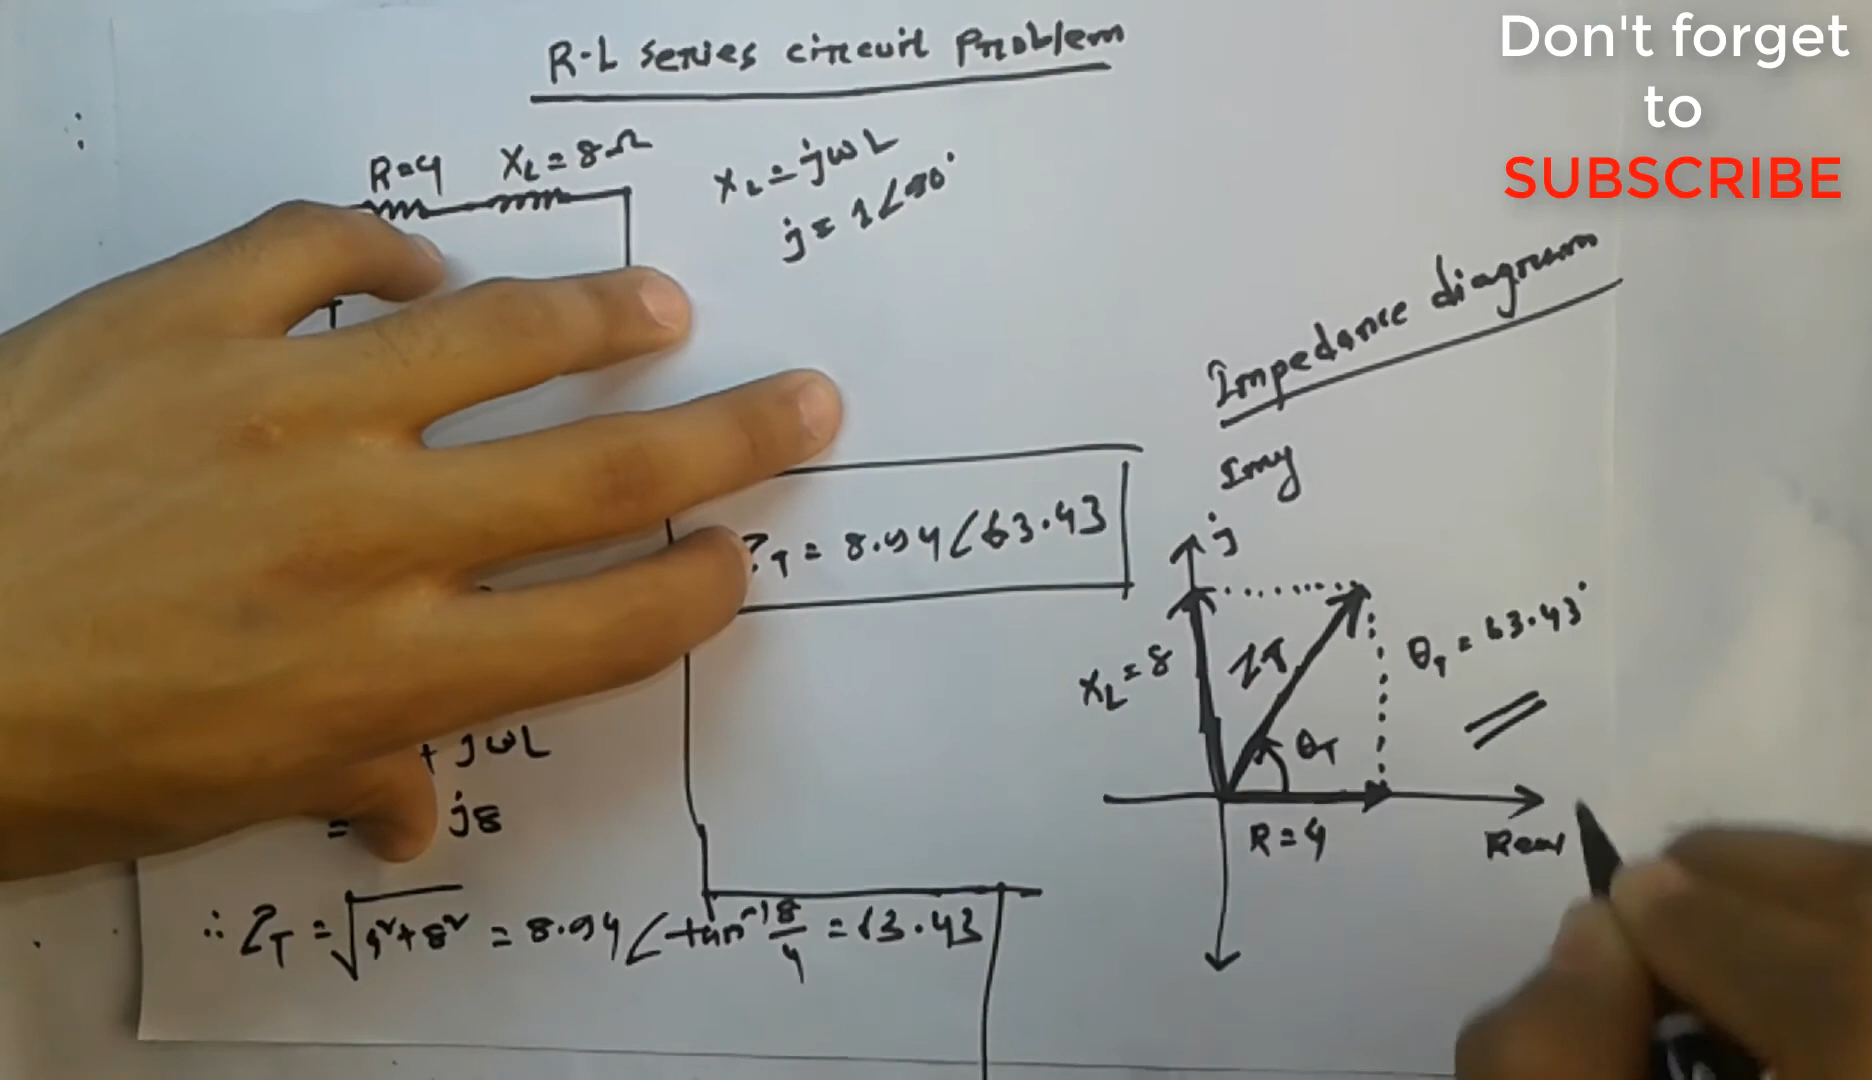 R-L series circuit Problem
Don't forget
to
SUBSCRIBE
R=4
XL = 8Ω
XL = jωL
j = 1∠90°
Impedance diagram
Imy
j
ZT = 8.94∠63.43
XL = 8
ZT
θT
θT = 63.43°
R = 4
Real
+ jωL
= j8
∴ ZT = √4²+8² = 8.94 ∠tan⁻¹ 8/4 = 63.43